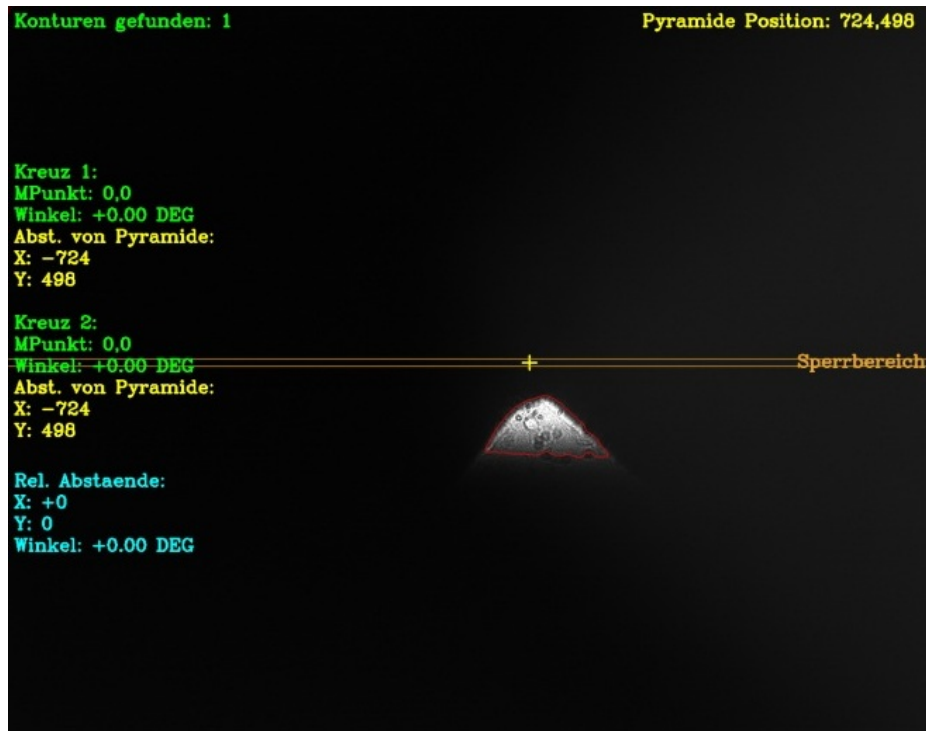 Konturen gefunden: 1
Pyramide Position: 724,498
Kreuz 1:
MPunkt: 0,0
Winkel: +0.00 DEG
Abst. von Pyramide:
X: -724
Y: 498
Kreuz 2:
MPunkt: 0,0
Winkel: +0.00 DEG
Sperrbereich
Abst. von Pyramide:
X: -724
Y: 498
Rel. Abstaende:
X: +0
Y: 0
Winkel: +0.00 DEG